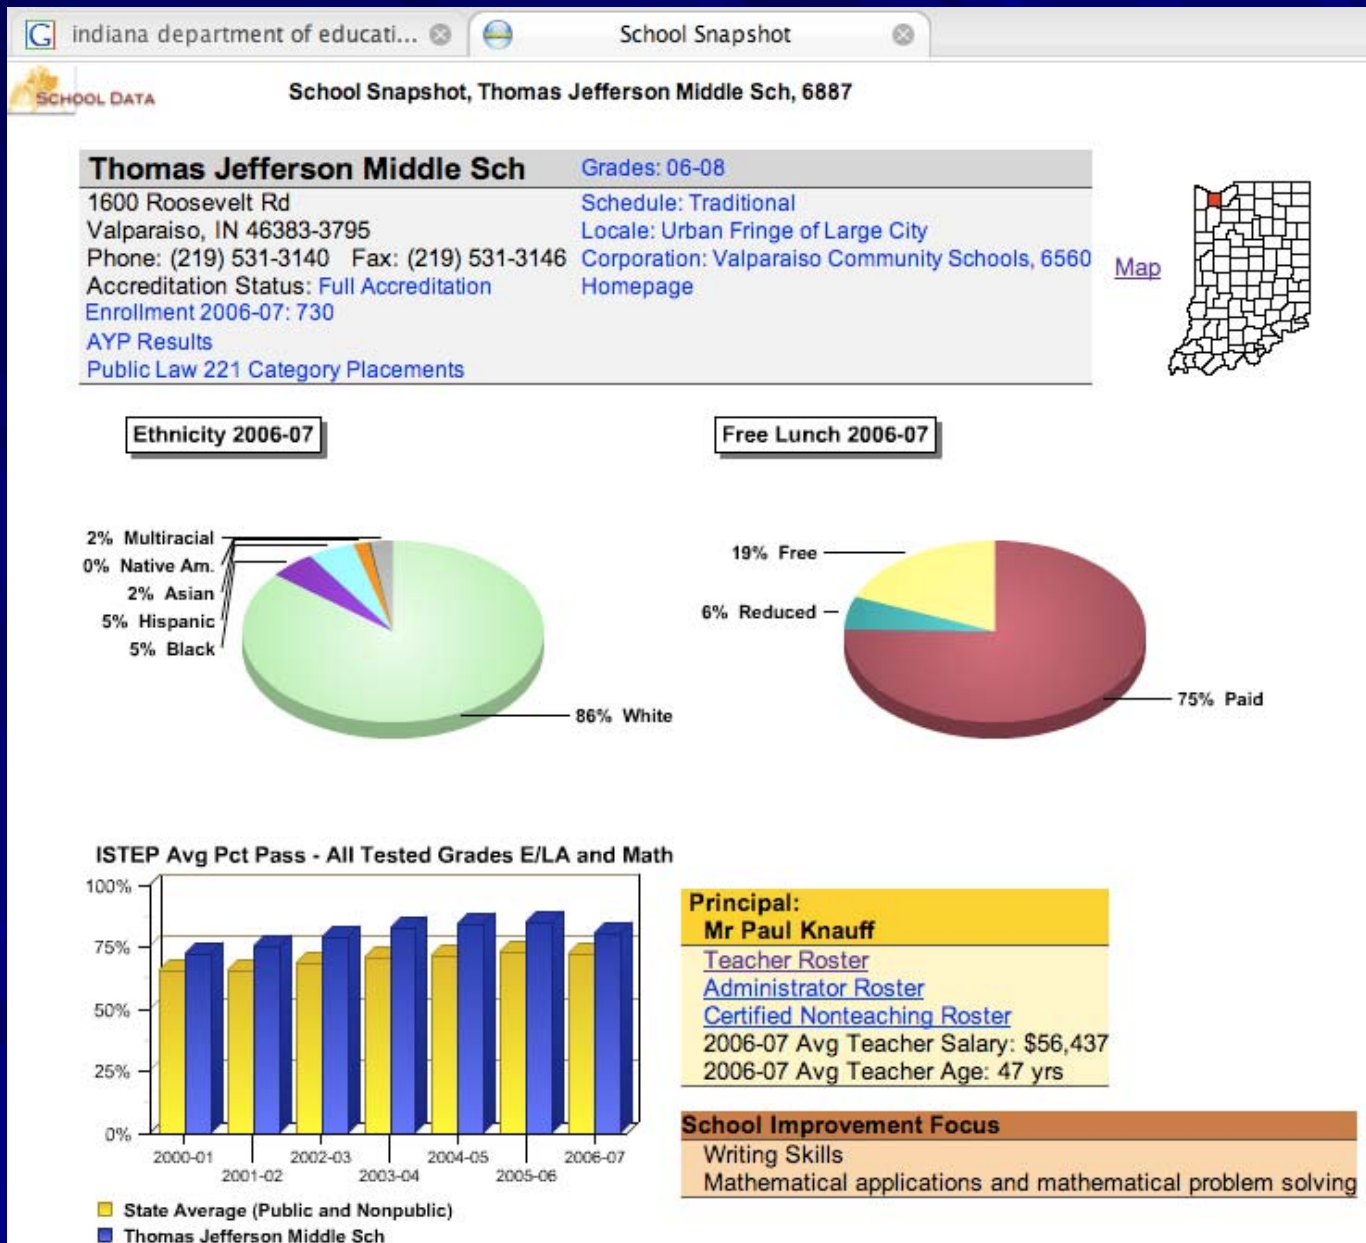 indiana department of educati...
School Snapshot
SCHOOL DATA
School Snapshot, Thomas Jefferson Middle Sch, 6887
Thomas Jefferson Middle Sch
Grades: 06-08
1600 Roosevelt Rd
Schedule: Traditional
Valparaiso, IN 46383-3795
Locale: Urban Fringe of Large City
Phone: (219) 531-3140 Fax: (219) 531-3146
Corporation: Valparaiso Community Schools, 6560
Accreditation Status: Full Accreditation
Homepage
Enrollment 2006-07: 730
AYP Results
Public Law 221 Category Placements
Map
Ethnicity 2006-07
2% Multiracial
0% Native Am.
2% Asian
5% Hispanic
5% Black
86% White
Free Lunch 2006-07
19% Free
6% Reduced
75% Paid
ISTEP Avg Pct Pass - All Tested Grades E/LA and Math
100%
75%
50%
25%
0%
2000-01
2001-02
2002-03
2003-04
2004-05
2005-06
2006-07
State Average (Public and Nonpublic)
Thomas Jefferson Middle Sch
Principal:
Mr Paul Knauff
Teacher Roster
Administrator Roster
Certified Nonteaching Roster
2006-07 Avg Teacher Salary: $56,437
2006-07 Avg Teacher Age: 47 yrs
School Improvement Focus
Writing Skills
Mathematical applications and mathematical problem solving